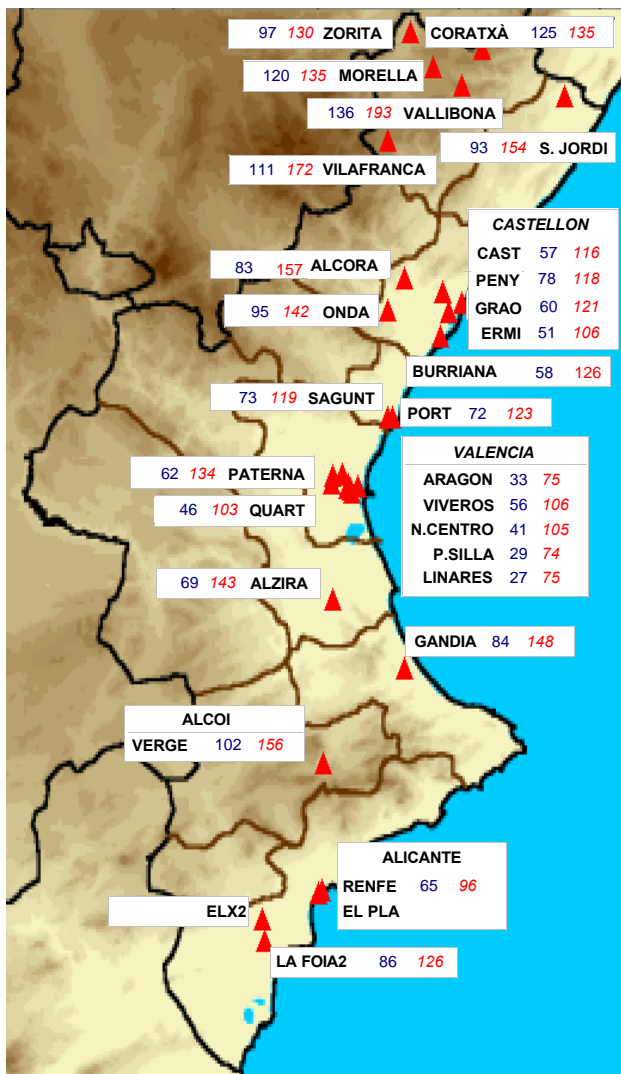 97 130 ZORITA
CORATXÀ 125 135
120 135 MORELLA
136 193 VALLIBONA
93 154 S. JORDI
111 172 VILAFRANCA
CASTELLON
CAST 57 116
PENY 78 118
GRAO 60 121
ERMI 51 106
83 157 ALCORA
95 142 ONDA
BURRIANA 58 126
73 119 SAGUNT
PORT 72 123
VALENCIA
ARAGON 33 75
VIVEROS 56 106
N.CENTRO 41 105
P.SILLA 29 74
LINARES 27 75
62 134 PATERNA
46 103 QUART
69 143 ALZIRA
GANDIA 84 148
ALCOI
VERGE 102 156
ALICANTE
RENFE 65 96
EL PLA
ELX2
LA FOIA2 86 126